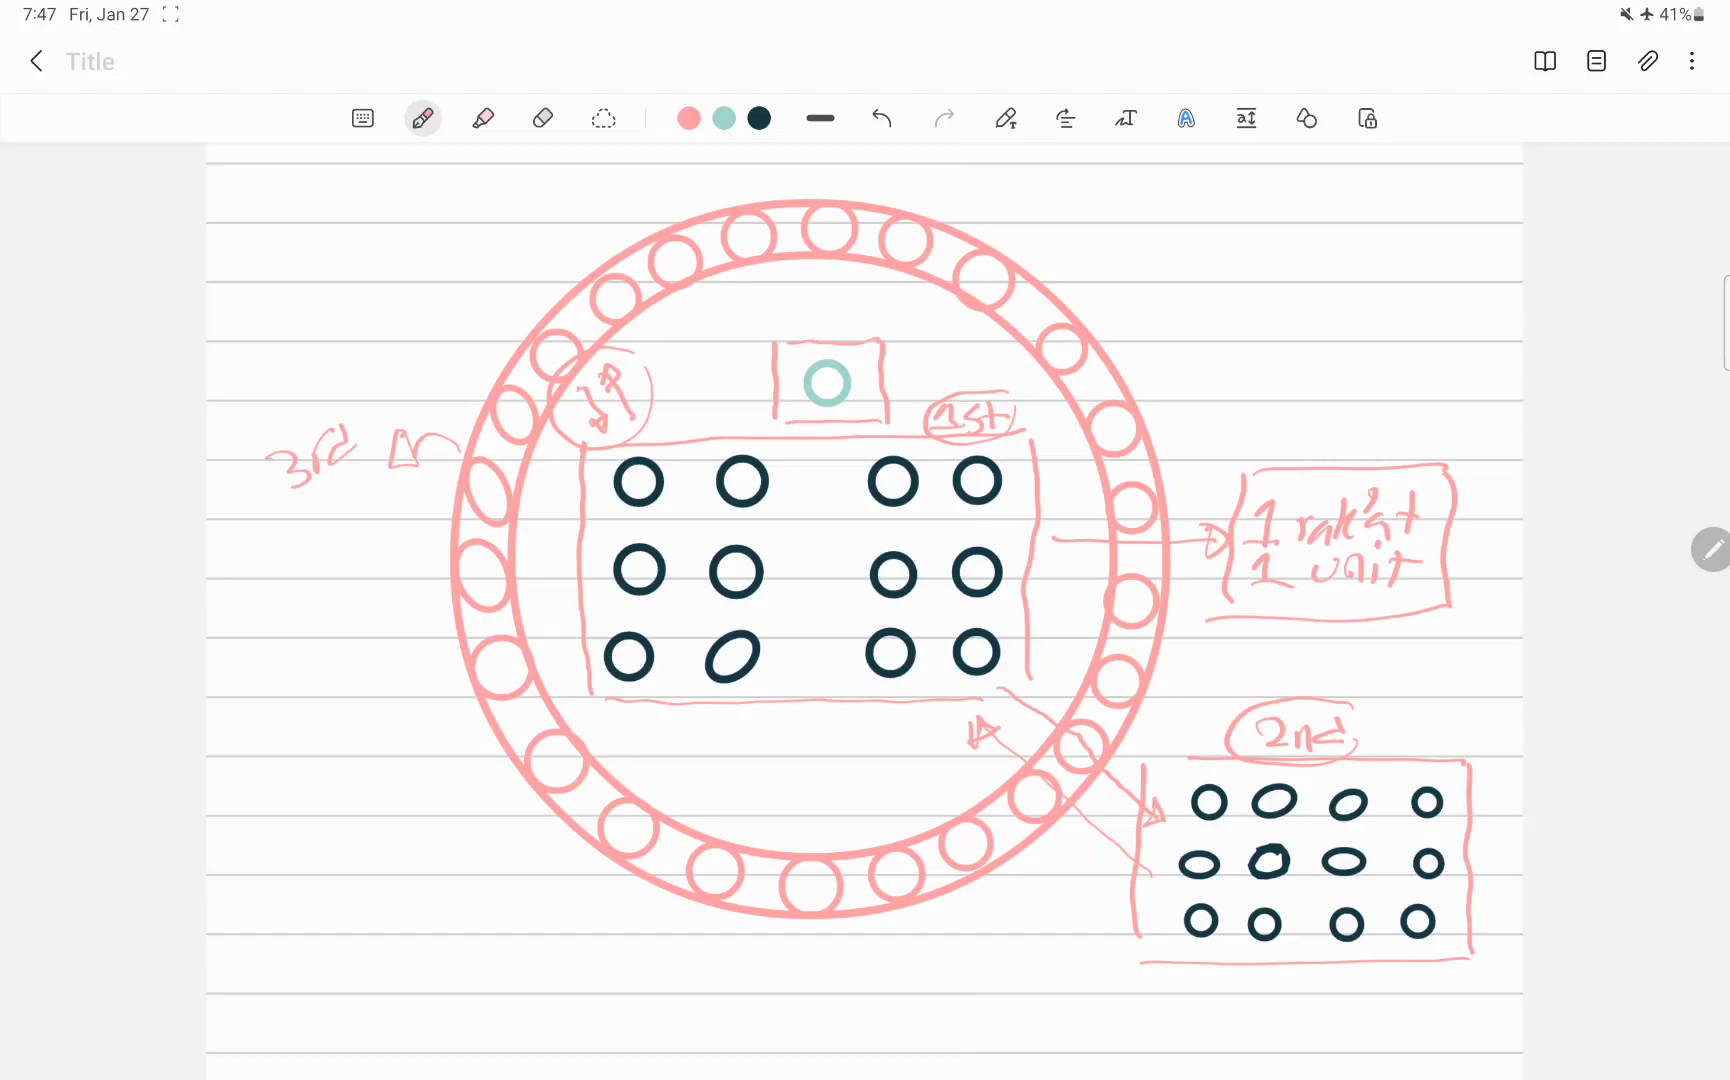 7:47 Fri, Jan 27
41%
Title
1st
3rd
1 rak'at
1 unit
2nd